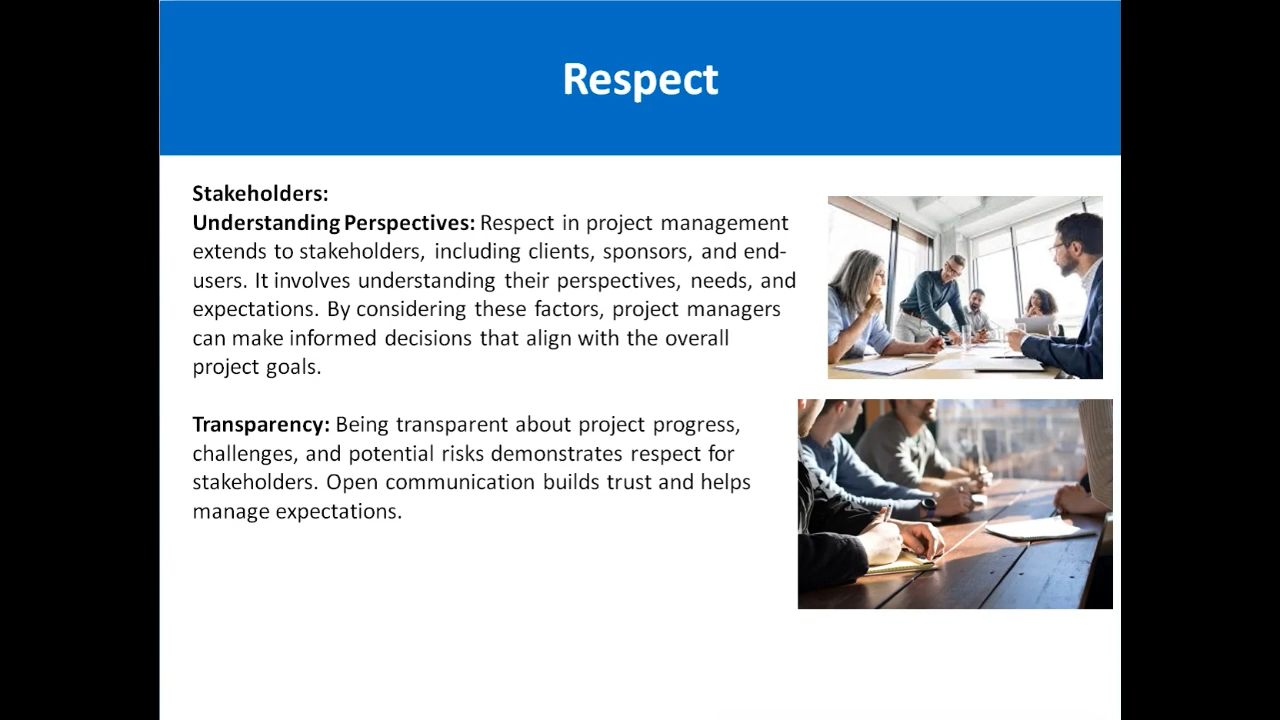 Respect
Stakeholders:
Understanding Perspectives: Respect in project management
extends to stakeholders, including clients, sponsors, and end-
users. It involves understanding their perspectives, needs, and
expectations. By considering these factors, project managers
can make informed decisions that align with the overall
project goals.
Transparency: Being transparent about project progress,
challenges, and potential risks demonstrates respect for
stakeholders. Open communication builds trust and helps
manage expectations.